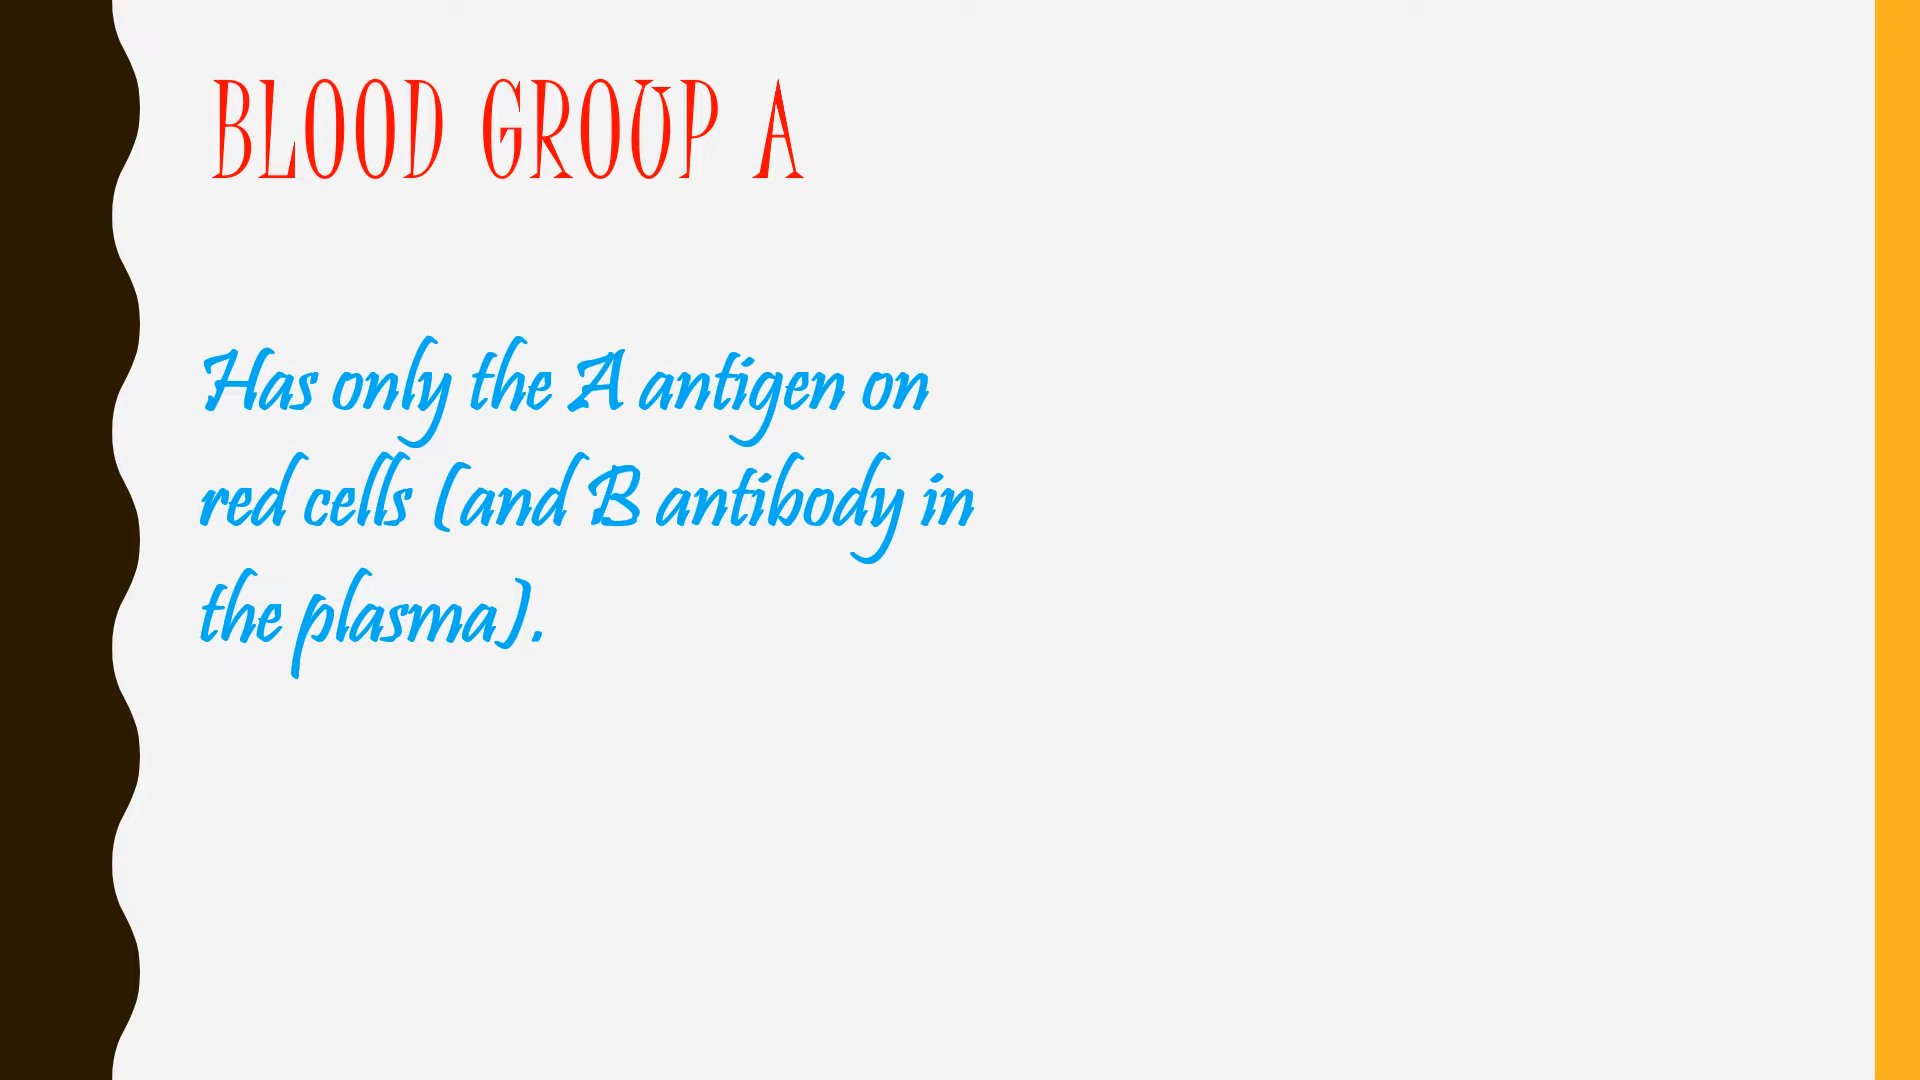 BLOOD GROUP A
Has only the A antigen on
red cells (and B antibody in
the plasma).